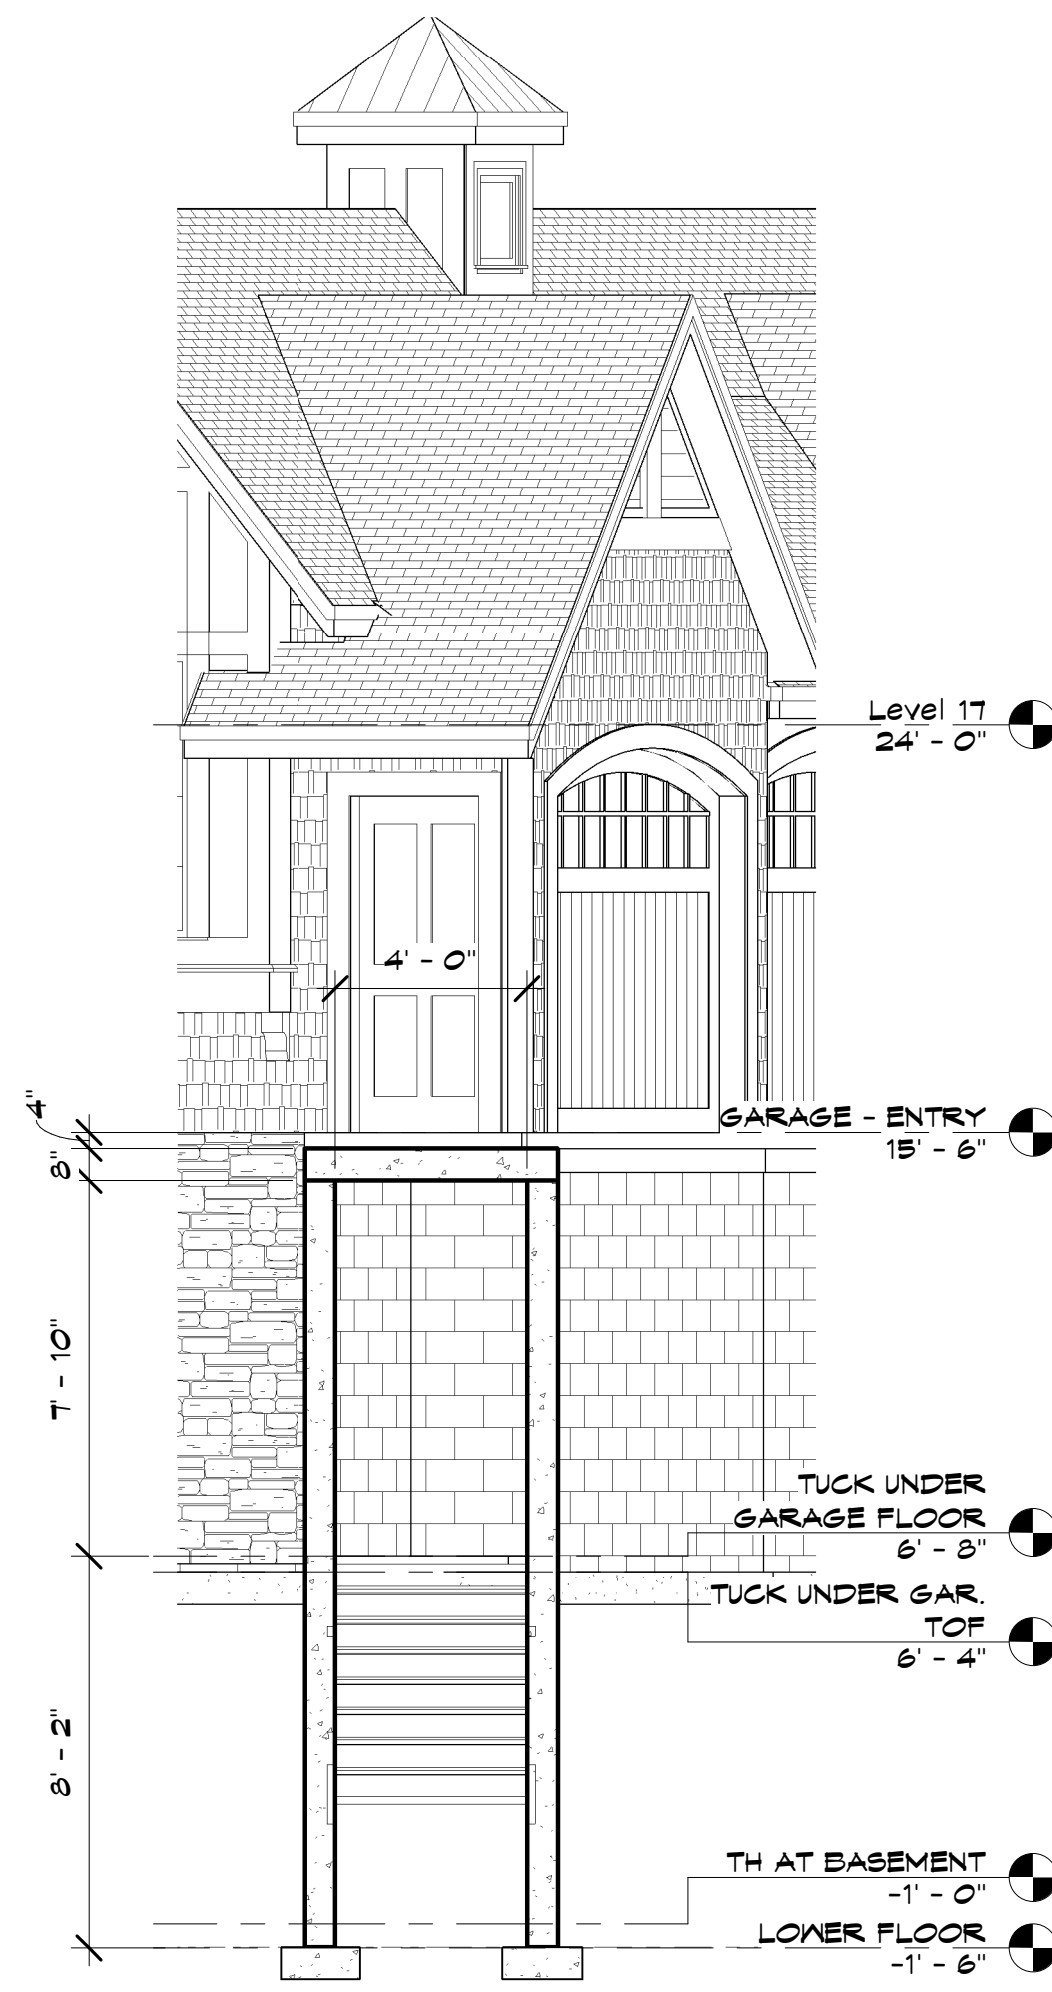 Level 17
24' - 0"
4' - 0"
4"
GARAGE - ENTRY
15' - 6"
8"
7' - 10"
TUCK UNDER
GARAGE FLOOR
6' - 8"
TUCK UNDER GAR.
TOF
6' - 4"
8' - 2"
TH AT BASEMENT
-1' - 0"
LOWER FLOOR
-1' - 6"